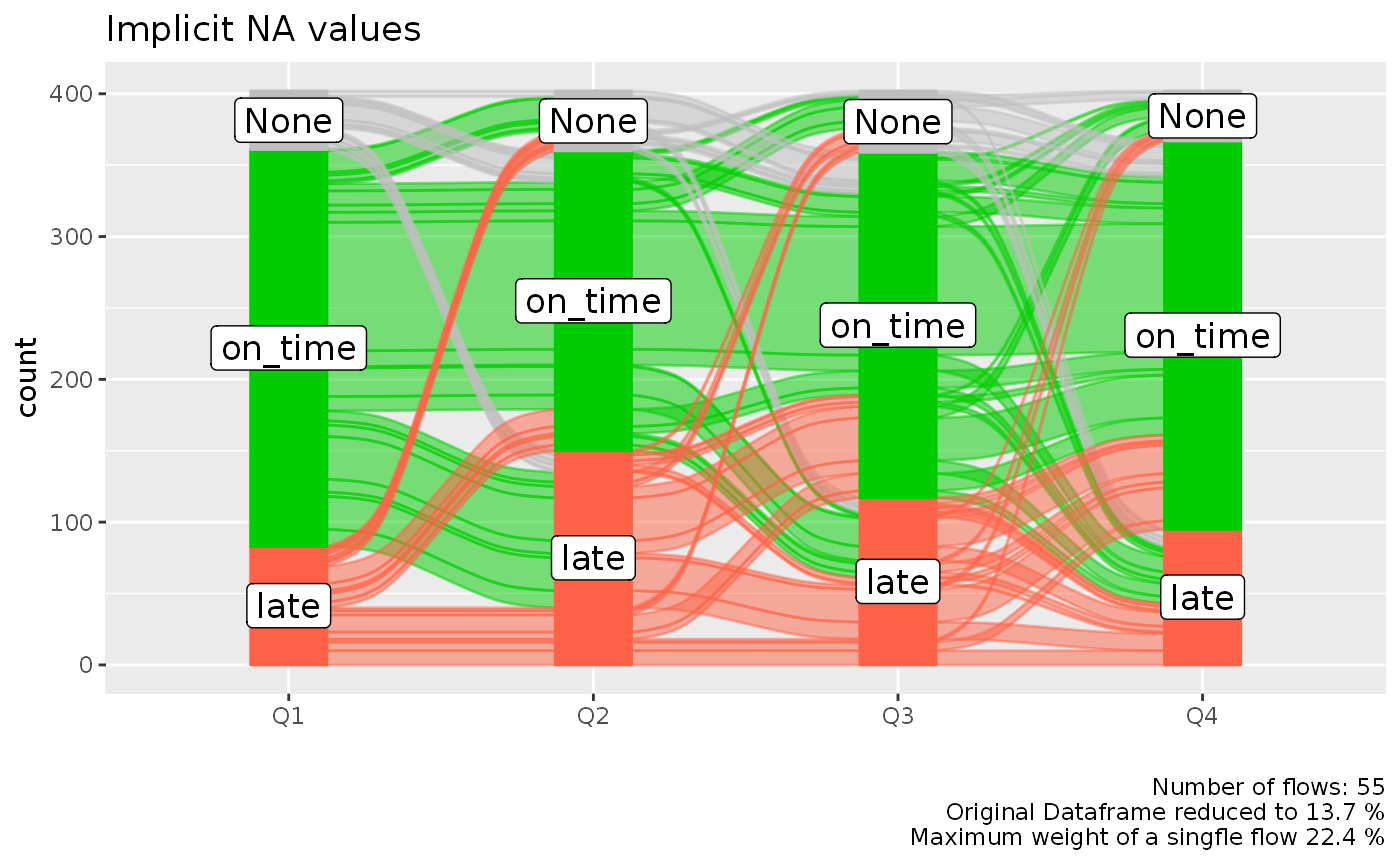 Implicit NA values
400
300
200
100
0
count
None
None
None
None
on_time
on_time
on_time
on_time
late
late
late
late
Q1
Q2
Q3
Q4
Number of flows: 55
Original Dataframe reduced to 13.7 %
Maximum weight of a singfle flow 22.4 %